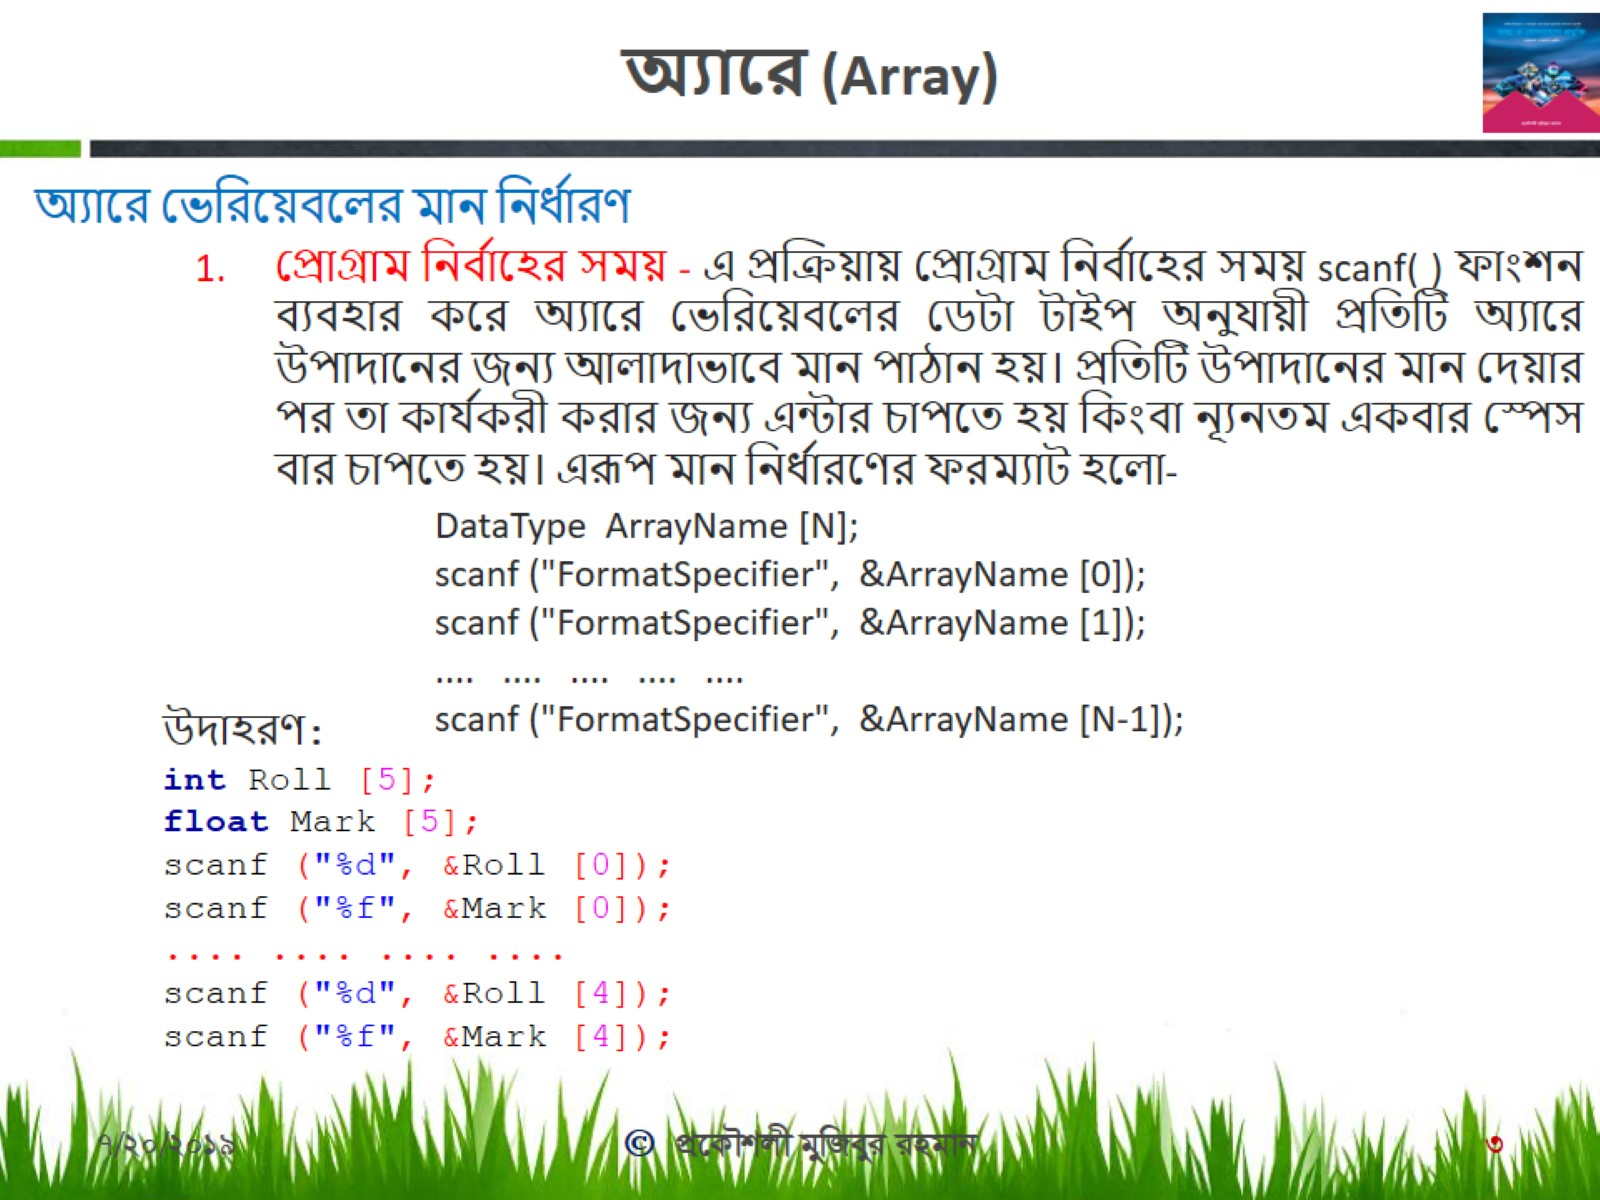 অ্যারে (Array)
অ্যারে ভেরিয়েবলের মান নির্ধারণ
1. প্রোগ্রাম নির্বাহের সময় - এ প্রক্রিয়ায় প্রোগ্রাম নির্বাহের সময় scanf( ) ফাংশন
ব্যবহার করে অ্যারে ভেরিয়েবলের ডেটা টাইপ অনুযায়ী প্রতিটি অ্যারে
উপাদানের জন্য আলাদাভাবে মান পাঠান হয়। প্রতিটি উপাদানের মান দেয়ার
পর তা কার্যকরী করার জন্য এন্টার চাপতে হয় কিংবা ন্যূনতম একবার স্পেস
বার চাপতে হয়। এরূপ মান নির্ধারণের ফরম্যাট হলো-
DataType ArrayName [N];
scanf ("FormatSpecifier", &ArrayName [0]);
scanf ("FormatSpecifier", &ArrayName [1]);
.... .... .... .... ....
scanf ("FormatSpecifier", &ArrayName [N-1]);
উদাহরণ:
int Roll [5];
float Mark [5];
scanf ("%d", &Roll [0]);
scanf ("%f", &Mark [0]);
.... .... .... ....
scanf ("%d", &Roll [4]);
scanf ("%f", &Mark [4]);
৭/২০/২০১৯
© প্রকৌশলী মুজিবুর রহমান
৩